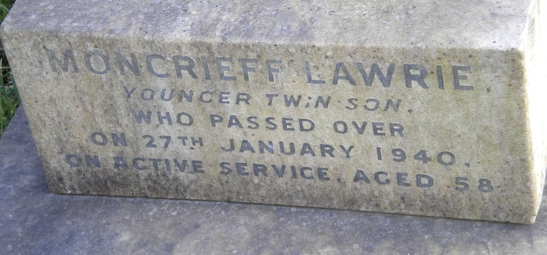 MONCRIEFF LAWRIE
YOUNGER TWIN SON.
WHO PASSED OVER
ON 27TH JANUARY 1940.
ON ACTIVE SERVICE. AGED 58